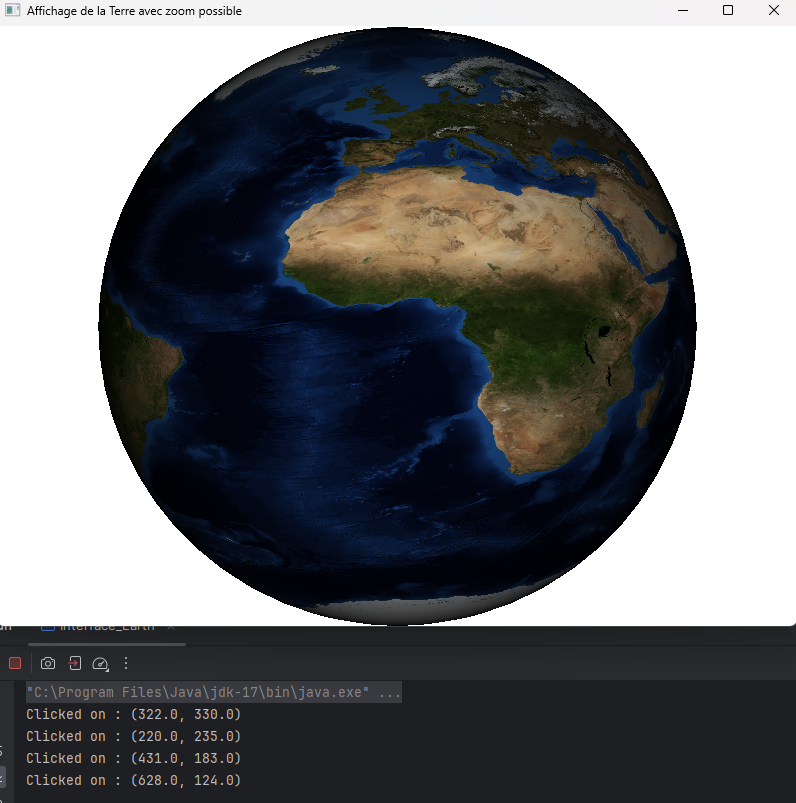 Affichage de la Terre avec zoom possible
Interface_Earth
"C:\Program Files\Java\jdk-17\bin\java.exe" ...
Clicked on : (322.0, 330.0)
Clicked on : (220.0, 235.0)
Clicked on : (431.0, 183.0)
Clicked on : (628.0, 124.0)